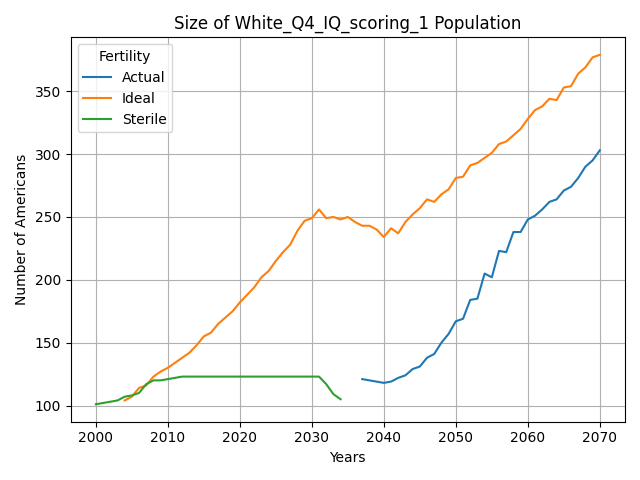 Size of White_Q4_IQ_scoring_1 Population
Fertility
Actual
Ideal
Sterile
Number of Americans
350
300
250
200
150
100
2000 2010 2020 2030 2040 2050 2060 2070
Years